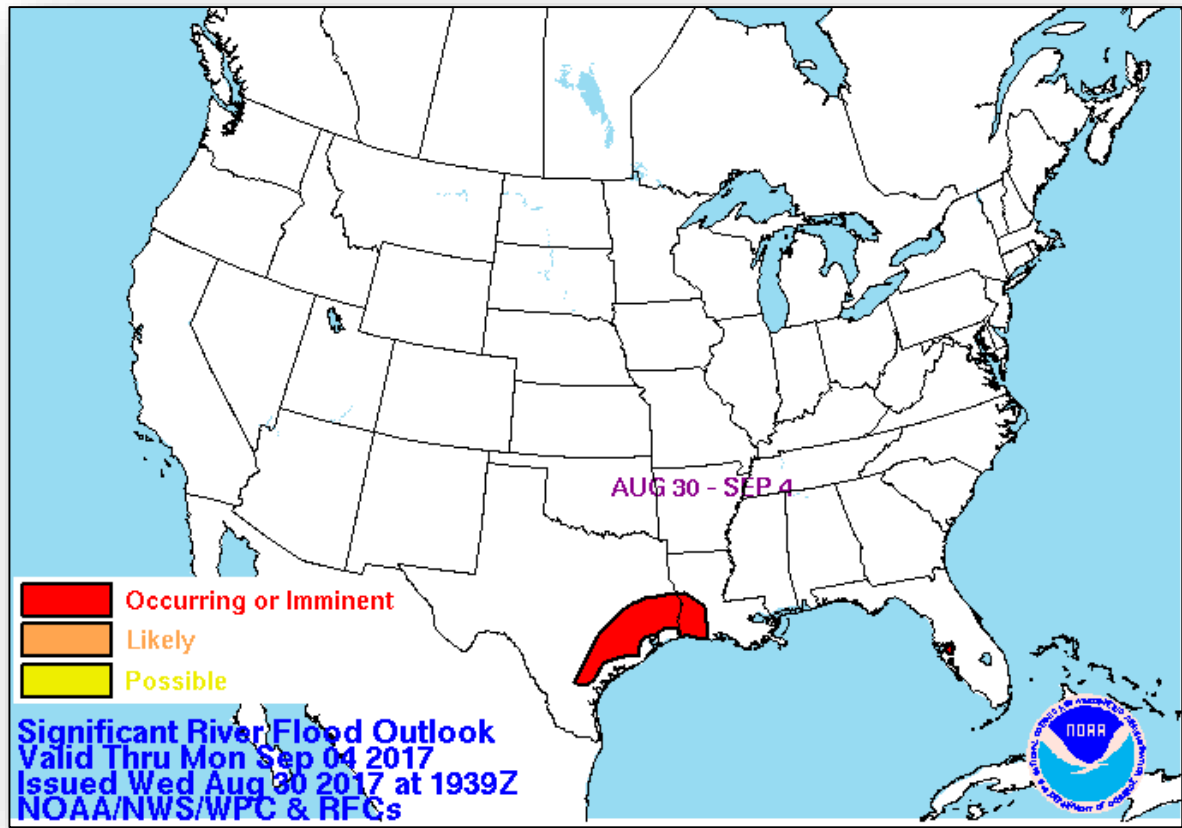 AUG 30 - SEP 4
Occurring or Imminent
Likely
Possible
Significant River Flood Outlook
Valid Thru Mon Sep 04 2017
Issued Wed Aug 30 2017 at 1939Z
NOAA/NWS/WPC & RFCs
NOAA